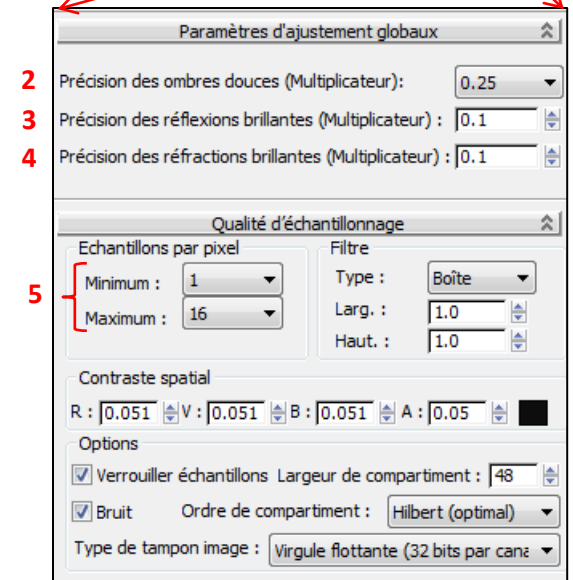 Paramètres d'ajustement globaux
2 Précision des ombres douces (Multiplicateur): 0.25
3 Précision des réflexions brillantes (Multiplicateur) : 0.1
4 Précision des réfractions brillantes (Multiplicateur) : 0.1
Qualité d'échantillonnage
Echantillons par pixel Filtre
5 Minimum : 1 Type : Boîte
Maximum : 16 Larg. : 1.0
Haut. : 1.0
Contraste spatial
R : 0.051 V : 0.051 B : 0.051 A : 0.05
Options
Verrouiller échantillons Largeur de compartiment : 48
Bruit Ordre de compartiment : Hilbert (optimal)
Type de tampon image : Virgule flottante (32 bits par cana